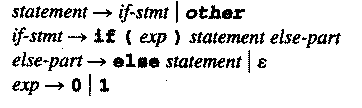 statement → if-stmt | other
if-stmt → if ( exp ) statement else-part
else-part → else statement | ε
exp → 0 | 1